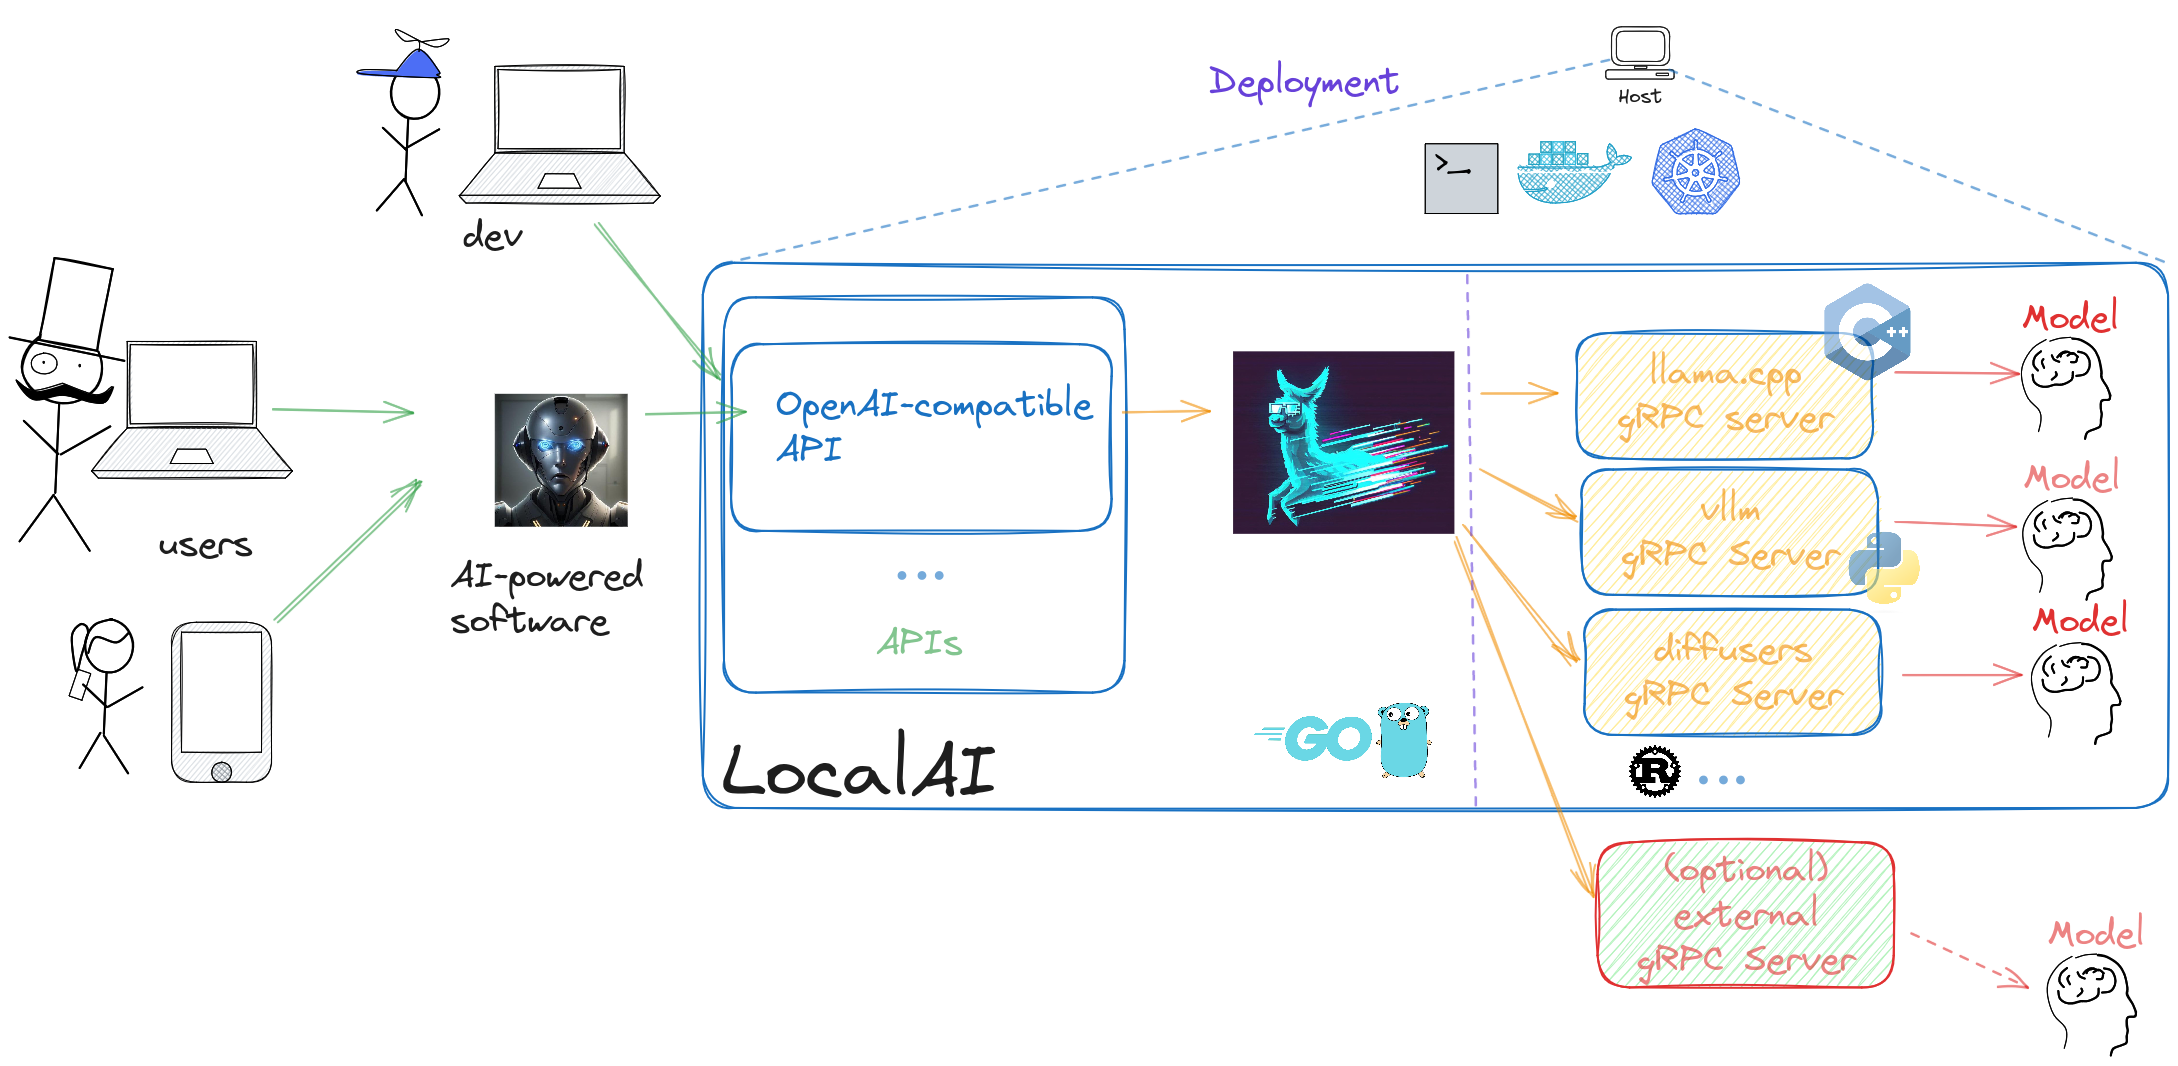 Deployment
Host
>_
dev
users
AI-powered
software
OpenAI-compatible
API
...
APIs
LocalAI
GO
llama.cpp
gRPC server
C++
Model
vllm
gRPC Server
Model
diffusers
gRPC Server
Model
R
...
(optional)
external
gRPC Server
Model